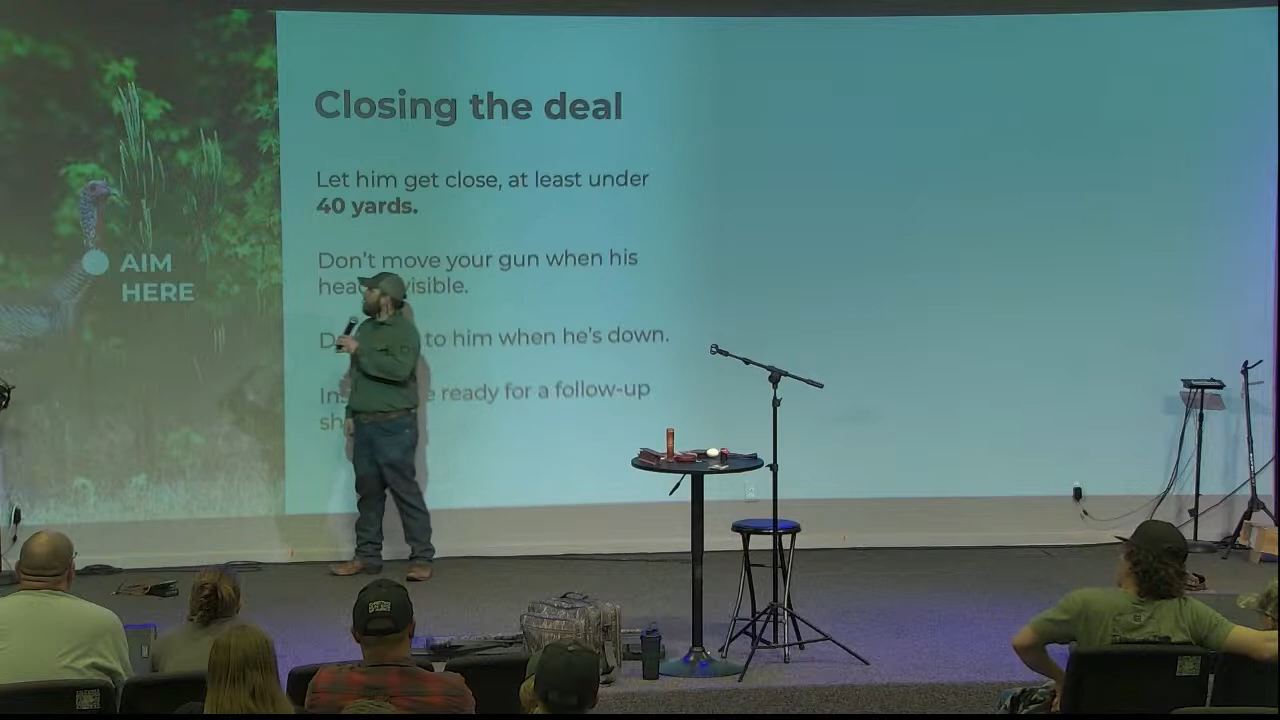 Closing the deal
Let him get close, at least under
40 yards.
Don't move your gun when his
visible.
to him when he's down.
ready for a follow-up
AIM
HERE